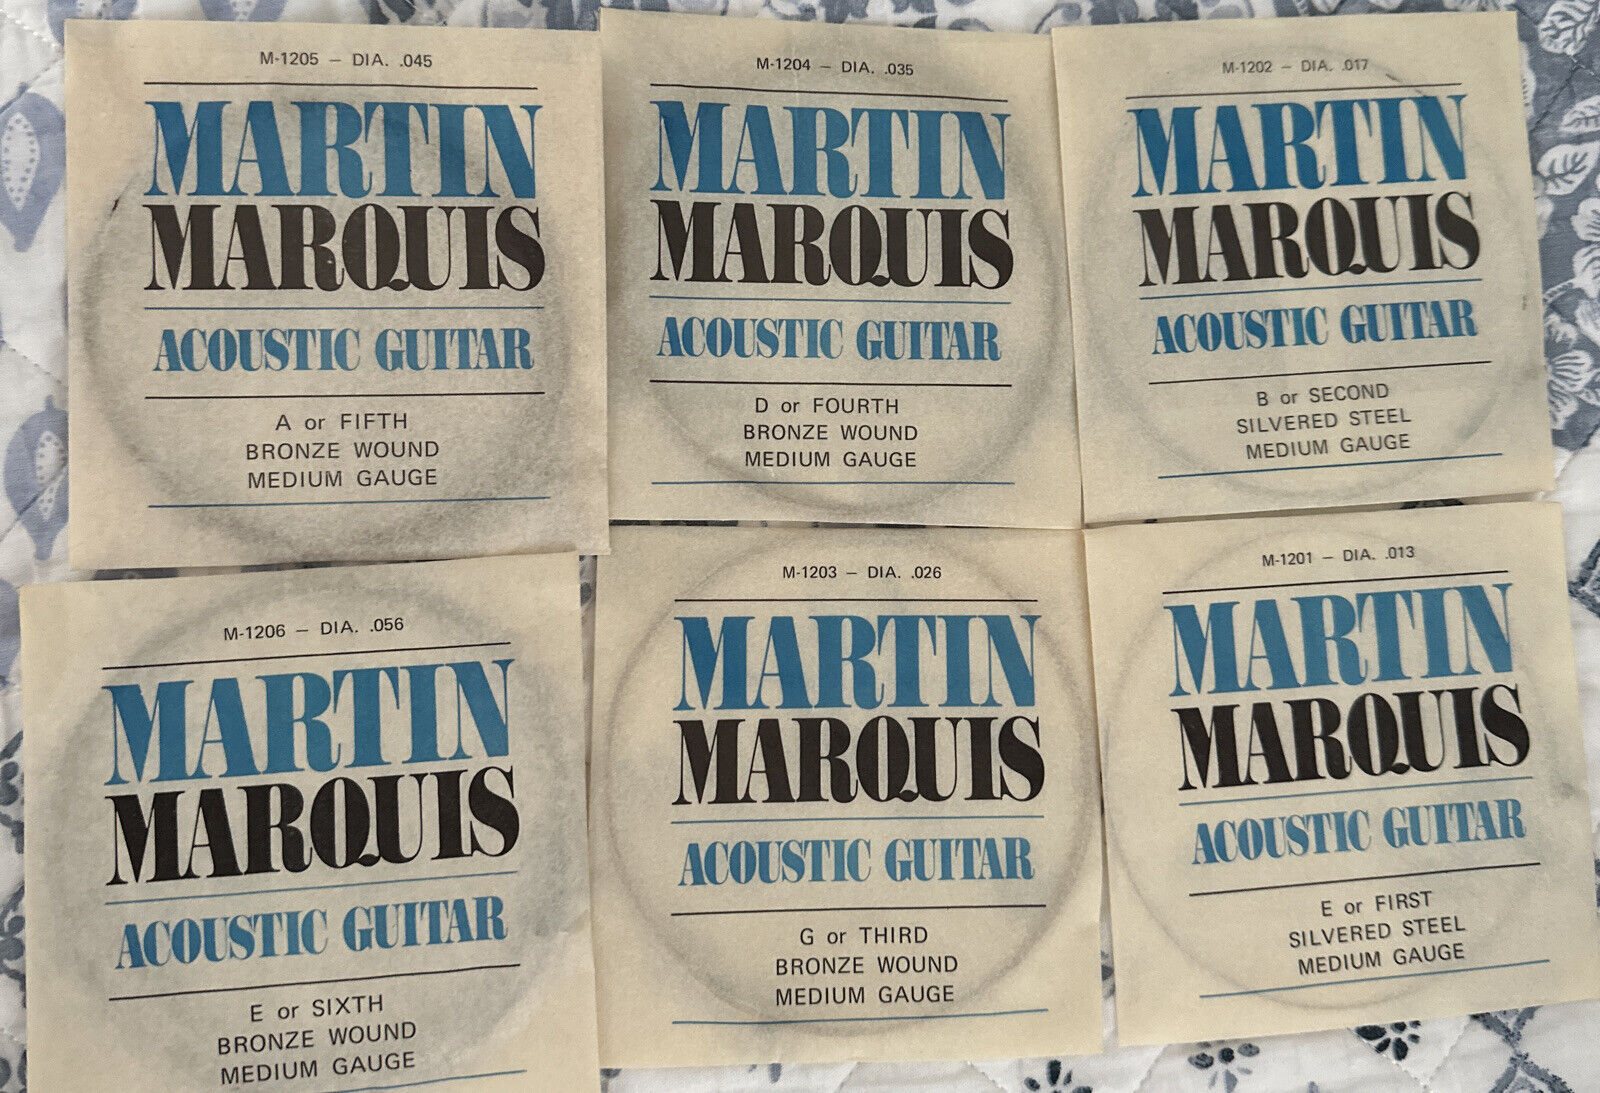 M-1205 — DIA. .045
MARTIN
MARQUIS
ACOUSTIC GUITAR
A or FIFTH
BRONZE WOUND
MEDIUM GAUGE
M-1204 — DIA. .035
MARTIN
MARQUIS
ACOUSTIC GUITAR
D or FOURTH
BRONZE WOUND
MEDIUM GAUGE
M-1202 — DIA. .017
MARTIN
MARQUIS
ACOUSTIC GUITAR
B or SECOND
SILVERED STEEL
MEDIUM GAUGE
M-1206 — DIA. .056
MARTIN
MARQUIS
ACOUSTIC GUITAR
E or SIXTH
BRONZE WOUND
MEDIUM GAUGE
M-1203 — DIA. .026
MARTIN
MARQUIS
ACOUSTIC GUITAR
G or THIRD
BRONZE WOUND
MEDIUM GAUGE
M-1201 — DIA. .013
MARTIN
MARQUIS
ACOUSTIC GUITAR
E or FIRST
SILVERED STEEL
MEDIUM GAUGE